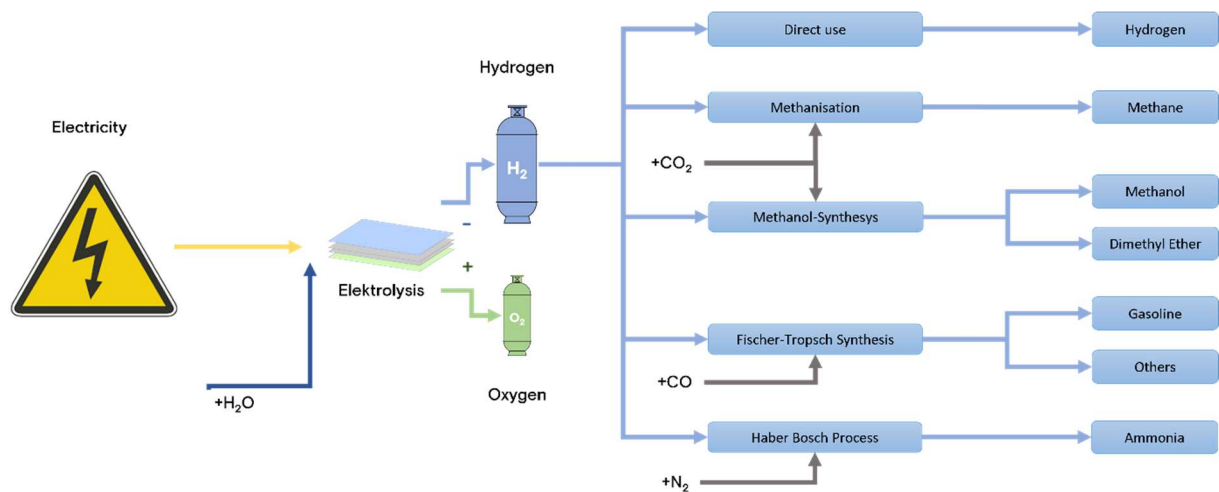 Electricity
+H₂O
Elektrolysis
-
+
Hydrogen
H₂
O₂
Oxygen
Direct use
Hydrogen
Methanisation
Methane
+CO₂
Methanol-Synthesys
Methanol
Dimethyl Ether
Fischer-Tropsch Synthesis
Gasoline
Others
+CO
Haber Bosch Process
Ammonia
+N₂